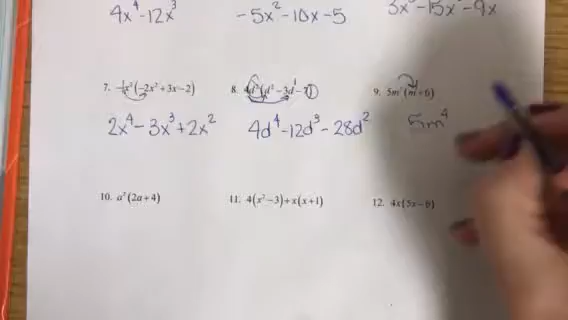 4x⁴-12x³ -5x²-10x-5 3x³-15x²-9x
7. -1x²(-2x²+3x-2) 8. 4d²(d²-3d-7) 9. 5m³(m+6)
2x⁴-3x³+2x² 4d⁴-12d³-28d² 5m⁴
10. a²(2a+4) 11. 4(x²-3)+x(x+1) 12. 4x(5x-6)